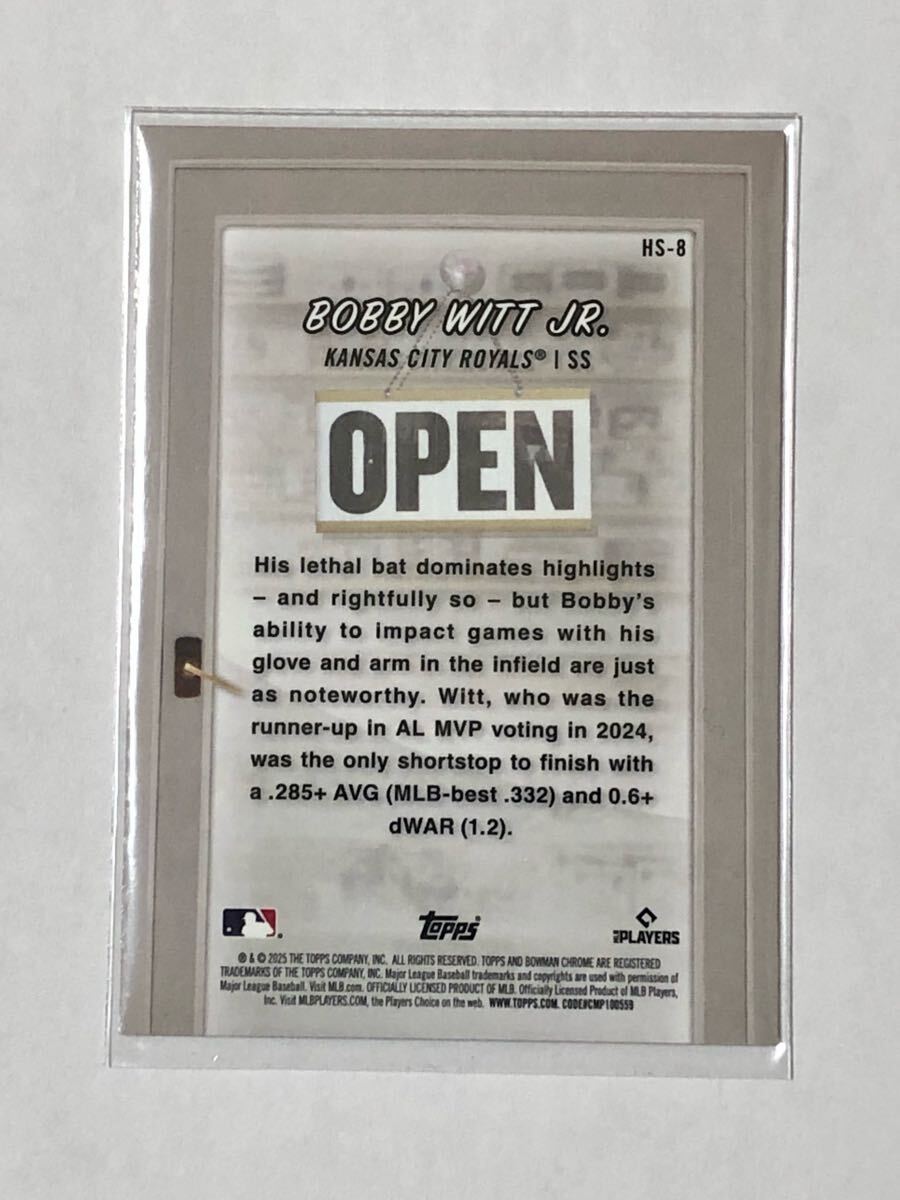 HS-8
BOBBY WITT JR.
KANSAS CITY ROYALS® | SS
OPEN
His lethal bat dominates highlights
– and rightfully so – but Bobby's
ability to impact games with his
glove and arm in the infield are just
as noteworthy. Witt, who was the
runner-up in AL MVP voting in 2024,
was the only shortstop to finish with
a .285+ AVG (MLB-best .332) and 0.6+
dWAR (1.2).
topps
MLB PLAYERS
® & © 2025 THE TOPPS COMPANY, INC. ALL RIGHTS RESERVED. TOPPS AND BOWMAN CHROME ARE REGISTERED
TRADEMARKS OF THE TOPPS COMPANY, INC. Major League Baseball trademarks and copyrights are used with permission of
Major League Baseball. Visit MLB.com. OFFICIALLY LICENSED PRODUCT OF MLB. Officially Licensed Product of MLB Players,
Inc. Visit MLBPLAYERS.COM, the Players Choice on the web. WWW.TOPPS.COM. CODE#CMP100559